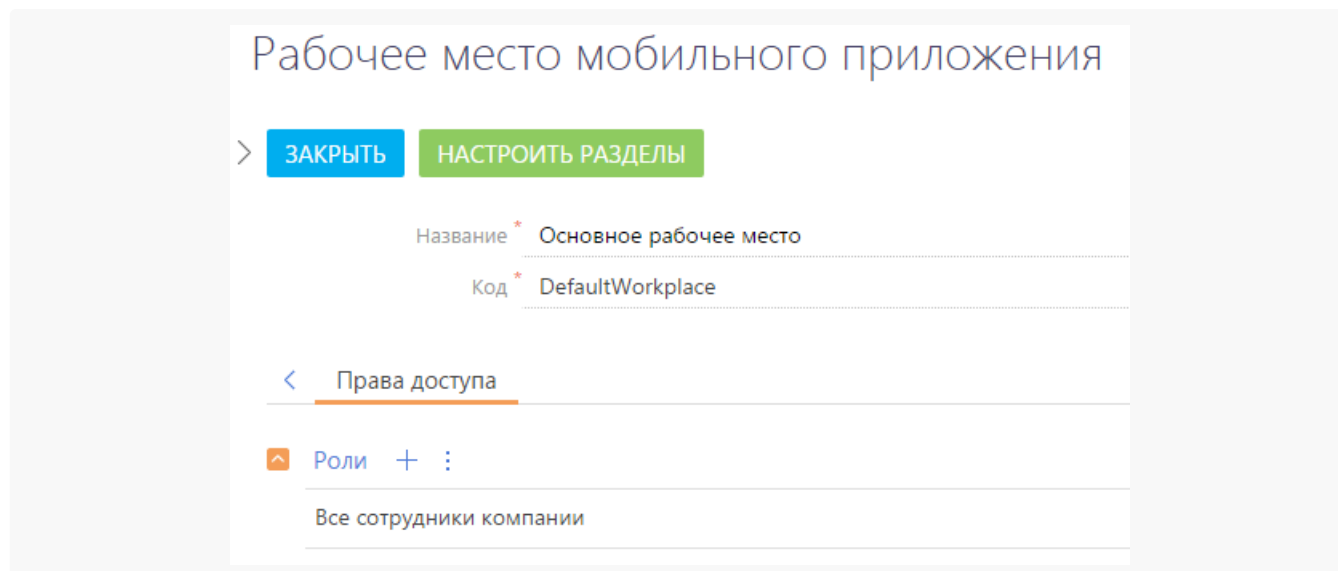 Рабочее место мобильного приложения
ЗАКРЫТЬ НАСТРОИТЬ РАЗДЕЛЫ
Название * Основное рабочее место
Код * DefaultWorkplace
Права доступа
Роли
Все сотрудники компании